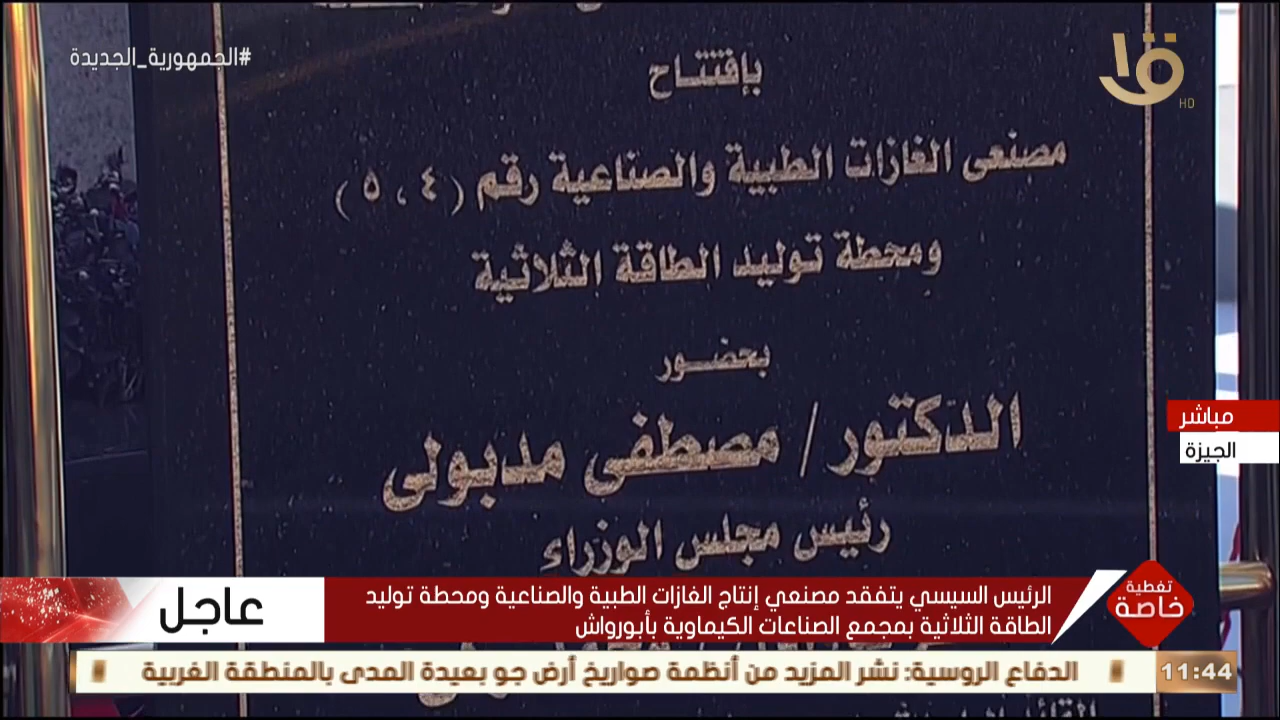 #الجمهورية_الجديدة
HD
بإفتتاح
مصنعى الغازات الطبية والصناعية رقم (٤ ، ٥)
ومحطة توليد الطاقة الثلاثية
بحضور
الدكتور / مصطفى مدبولى
رئيس مجلس الوزراء
مباشر
الجيزة
تغطية
خاصة
عاجل
الرئيس السيسي يتفقد مصنعي إنتاج الغازات الطبية والصناعية ومحطة توليد
الطاقة الثلاثية بمجمع الصناعات الكيماوية بأبورواش
11:44
الدفاع الروسية: نشر المزيد من أنظمة صواريخ أرض جو بعيدة المدى بالمنطقة الغربية